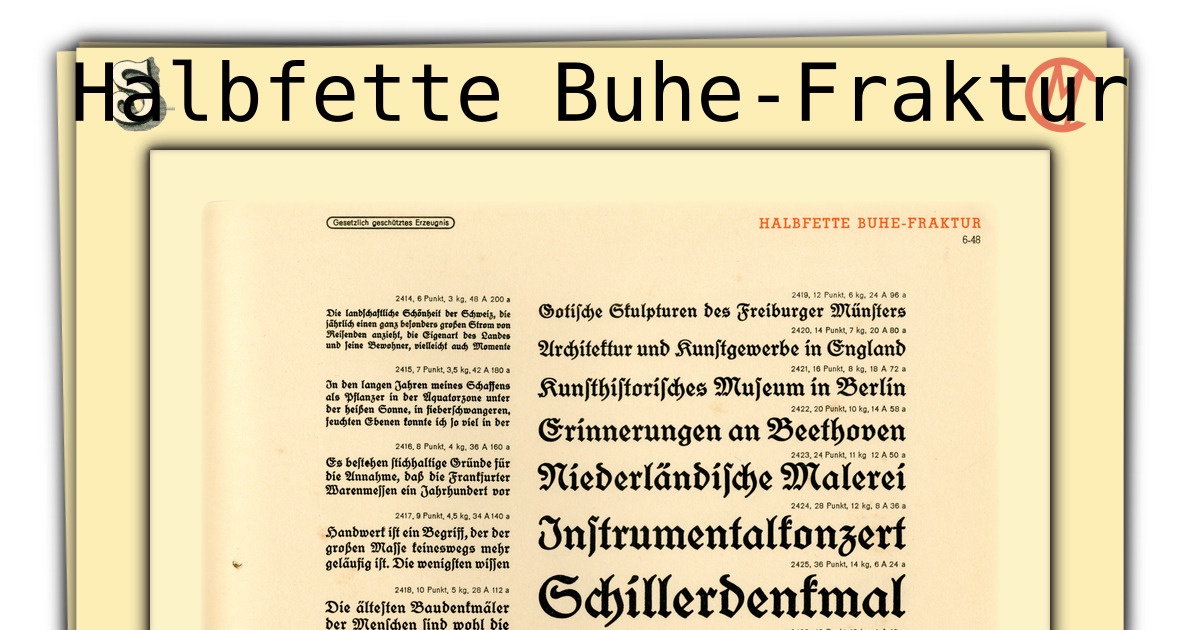 Halbfette Buhe-Fraktur
Gesetzlich geschütztes Erzeugnis
HALBFETTE BUHE-FRAKTUR
6-48
2414, 6 Punkt, 3 kg, 48 A 200 a
Die landschaftliche Schönheit der Schweiz, die
jährlich einen ganz besonders großen Strom von
Reisenden anzieht, die Eigenart des Landes
und seine Bewohner, vielleicht auch Momente
2415, 7 Punkt, 3,5 kg, 42 A 180 a
In den langen Jahren meines Schaffens
als Pflanzer in der Äquatorzone unter
der heißen Sonne, in fieberschwangeren,
feuchten Ebenen konnte ich so viel in der
2416, 8 Punkt, 4 kg, 36 A 160 a
Es bestehen stichhaltige Gründe für
die Annahme, daß die Frankfurter
Warenmessen ein Jahrhundert vor
2417, 9 Punkt, 4,5 kg, 34 A 140 a
Handwerk ist ein Begriff, der der
großen Masse keineswegs mehr
geläufig ist. Die wenigsten wissen
2418, 10 Punkt, 5 kg, 28 A 112 a
Die ältesten Baudenkmäler
der Menschen sind wohl die
2419, 12 Punkt, 6 kg, 24 A 96 a
Gotische Skulpturen des Freiburger Münsters
2420, 14 Punkt, 7 kg, 20 A 80 a
Architektur und Kunstgewerbe in England
2421, 16 Punkt, 8 kg, 18 A 72 a
Kunsthistorisches Museum in Berlin
2422, 20 Punkt, 10 kg, 14 A 58 a
Erinnerungen an Beethoven
2423, 24 Punkt, 11 kg 12 A 50 a
Niederländische Malerei
2424, 28 Punkt, 12 kg, 8 A 36 a
Instrumentalkonzert
2425, 36 Punkt, 14 kg, 6 A 24 a
Schillerdenkmal